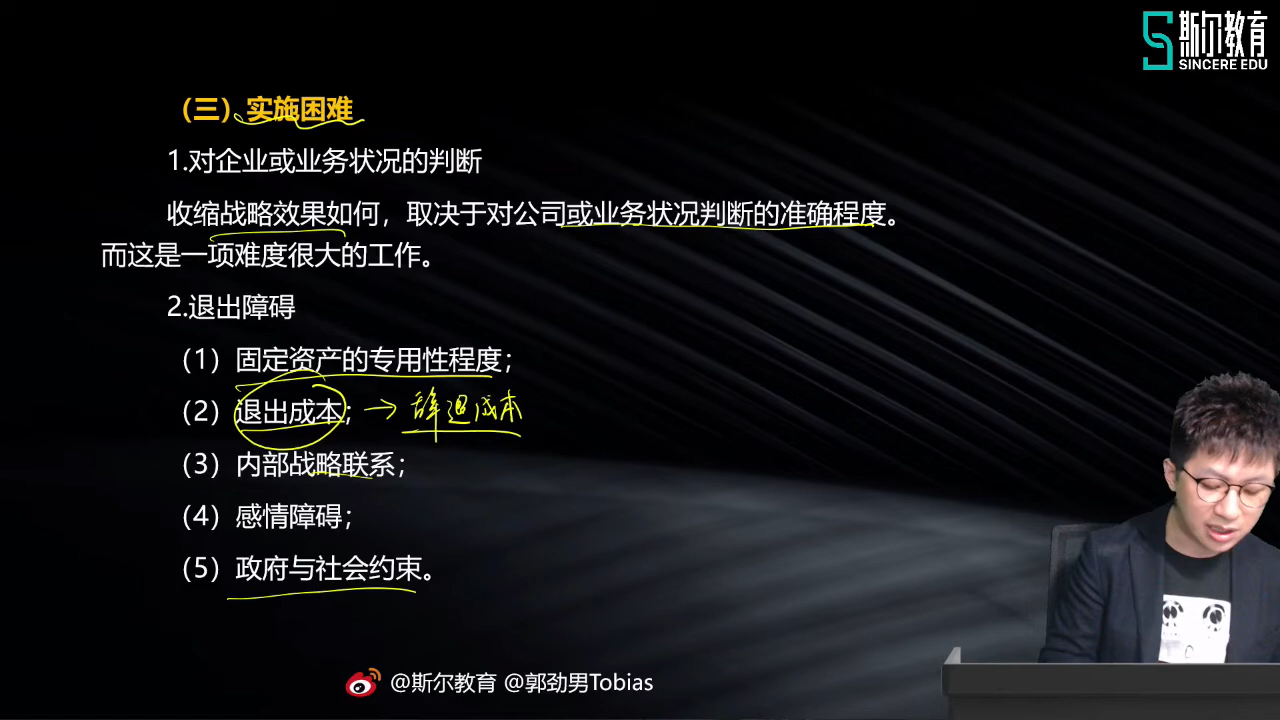 斯尔教育
SINCERE EDU
（三）实施困难
1.对企业或业务状况的判断
收缩战略效果如何，取决于对公司或业务状况判断的准确程度。
而这是一项难度很大的工作。
2.退出障碍
（1）固定资产的专用性程度；
（2）退出成本； → 辞退成本
（3）内部战略联系；
（4）感情障碍；
（5）政府与社会约束。
@斯尔教育 @郭劲男Tobias